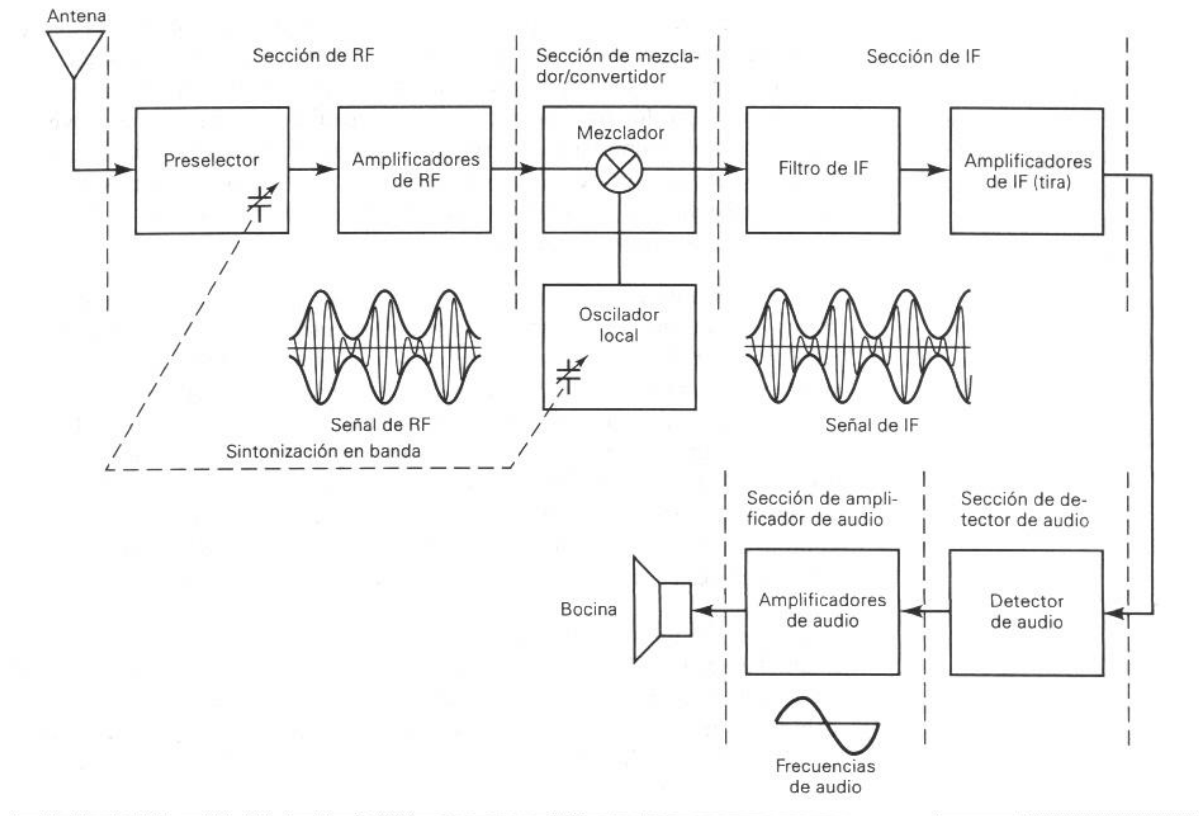 Antena
Sección de RF
Sección de mezcla-
dor/convertidor
Sección de IF
Preselector
Amplificadores
de RF
Mezclador
Filtro de IF
Amplificadores
de IF (tira)
Oscilador
local
Señal de RF
Señal de IF
Sintonización en banda
Sección de ampli-
ficador de audio
Sección de de-
tector de audio
Bocina
Amplificadores
de audio
Detector
de audio
Frecuencias
de audio